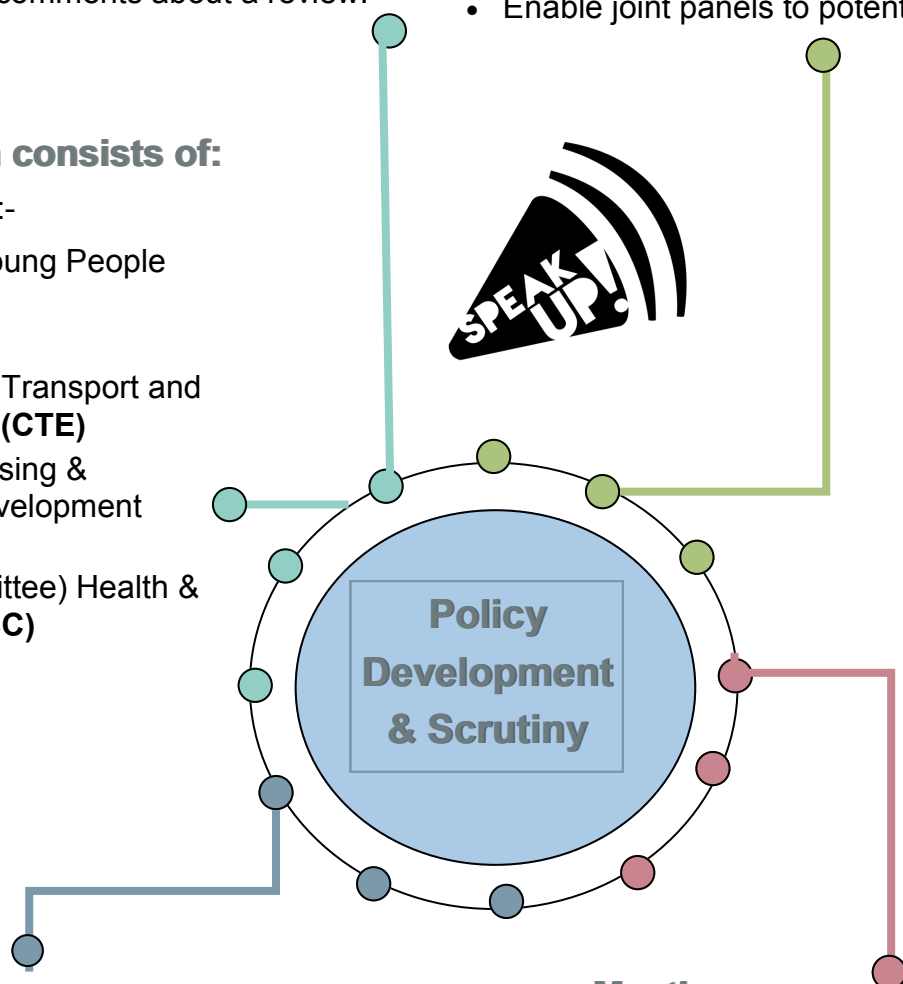 comments about a review.
• Enable joint panels to potent
consists of:
:-
oung People
Transport and
(CTE)
sing &
velopment
ittee) Health &
C)
SPEAK
UP!
Policy
Development
& Scrutiny